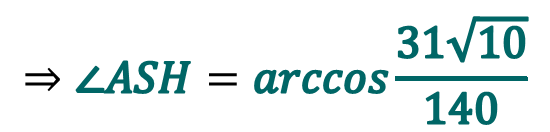 ⇒ ∠ASH = arccos 31√10/140